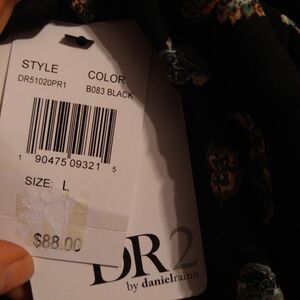 STYLE COLOR
DR51020PR1 B083 BLACK
1 90475 09321 5
SIZE: L
$88.00
DR2
by danielrainn